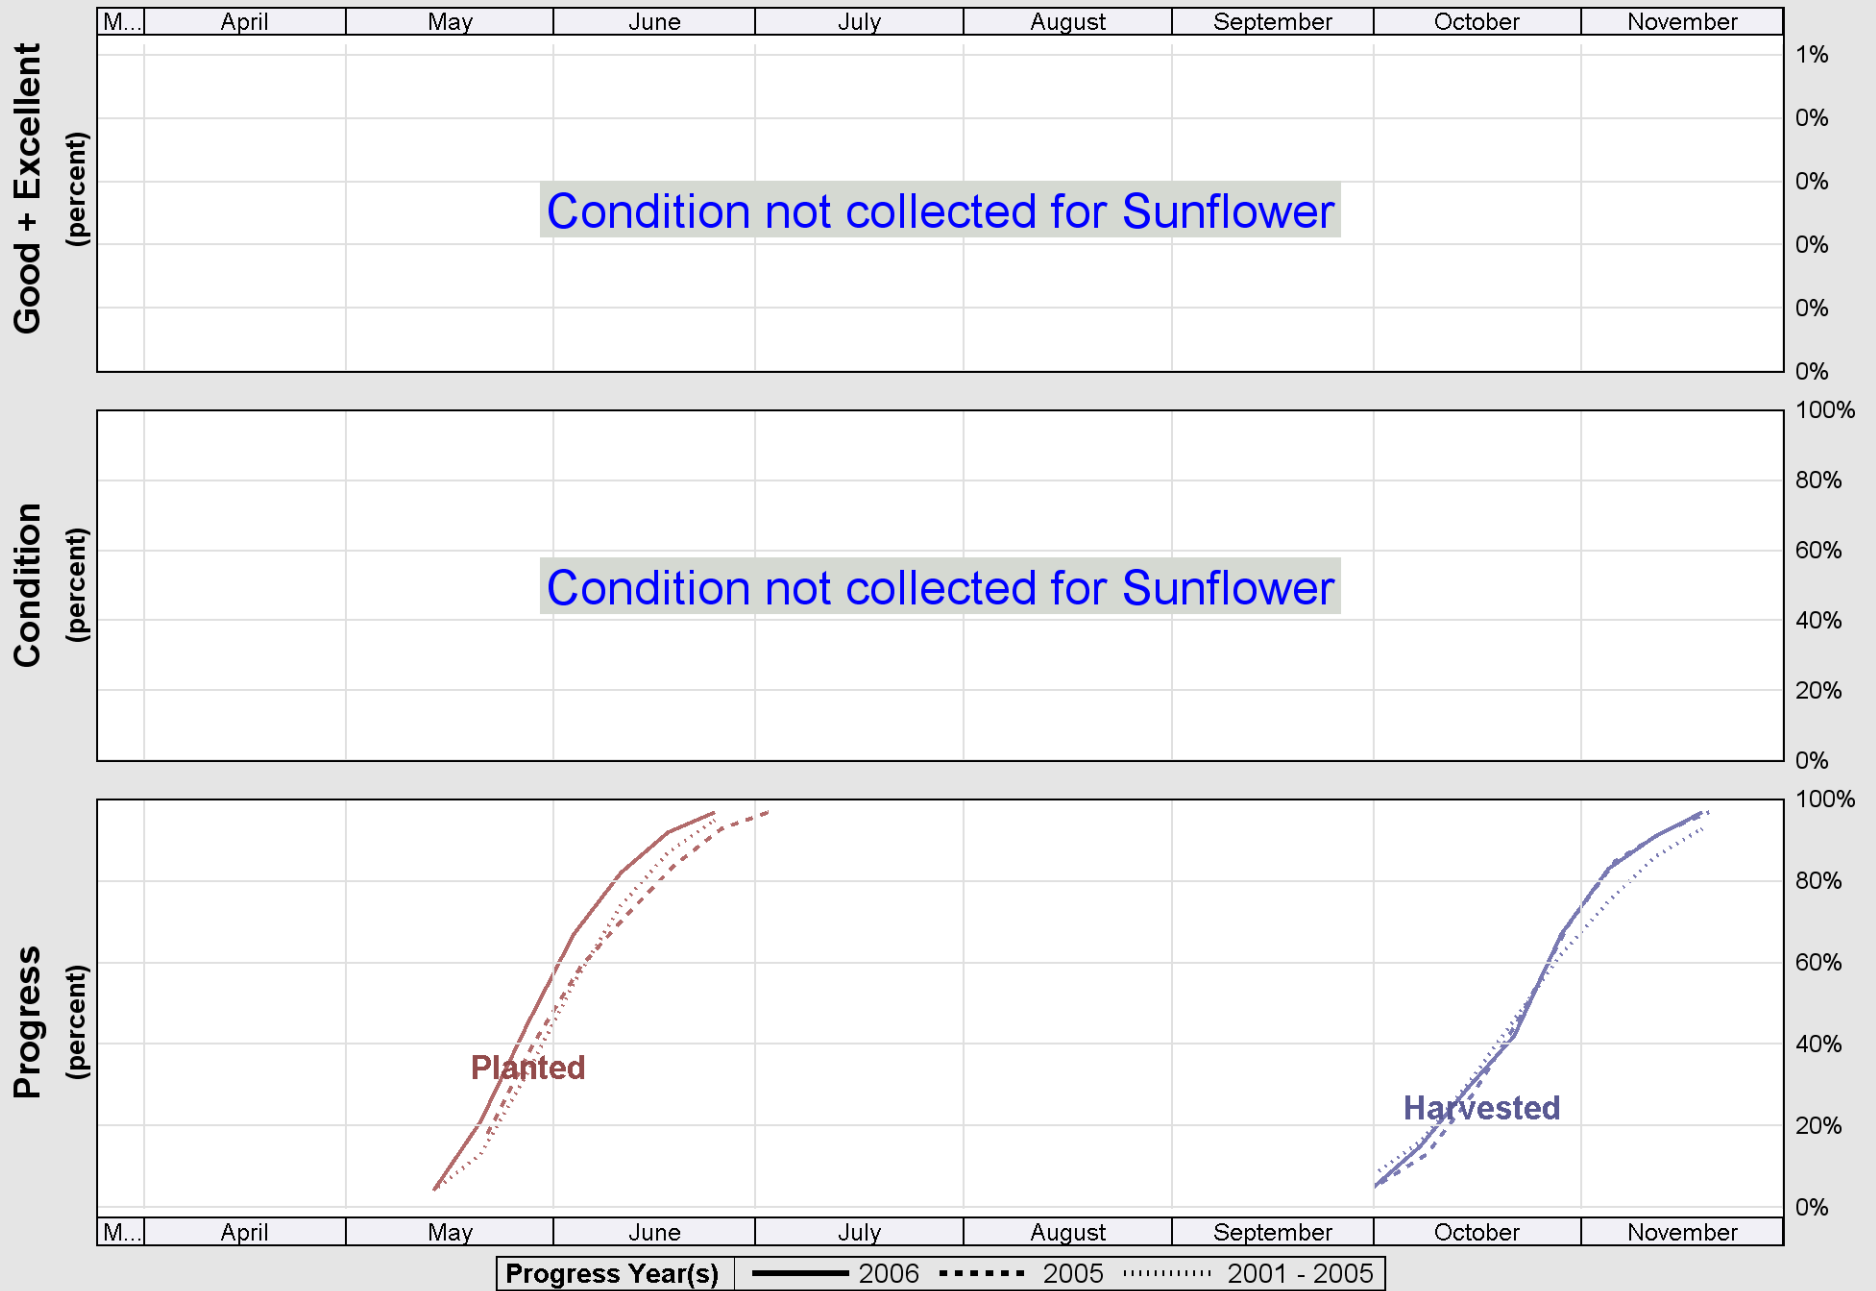 M... April May June July August September October November
Good + Excellent
(percent)
1%
0%
0%
0%
0%
0%
Condition not collected for Sunflower
Condition
(percent)
100%
80%
60%
40%
20%
0%
Condition not collected for Sunflower
Progress
(percent)
100%
80%
60%
40%
20%
0%
Planted
Harvested
M... April May June July August September October November
Progress Year(s) 2006 2005 2001 - 2005